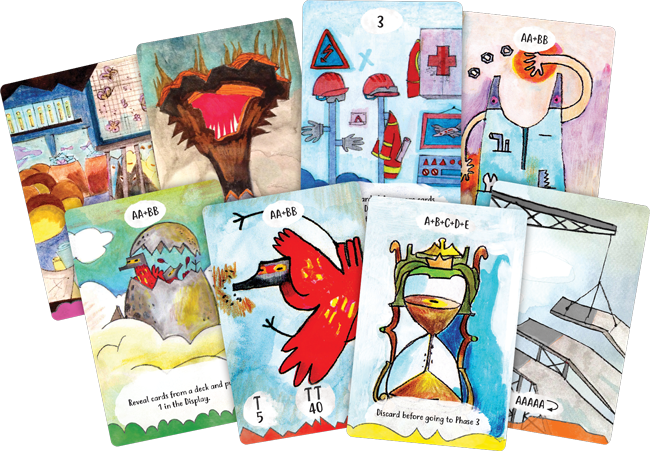 3
AA+BB
A
cards
AA+BB
Reveal cards from a deck and p
1 in the Display.
AA+BB
T
5
TT
40
A+B+C+D+E
Discard before going to Phase 3
AAAAA